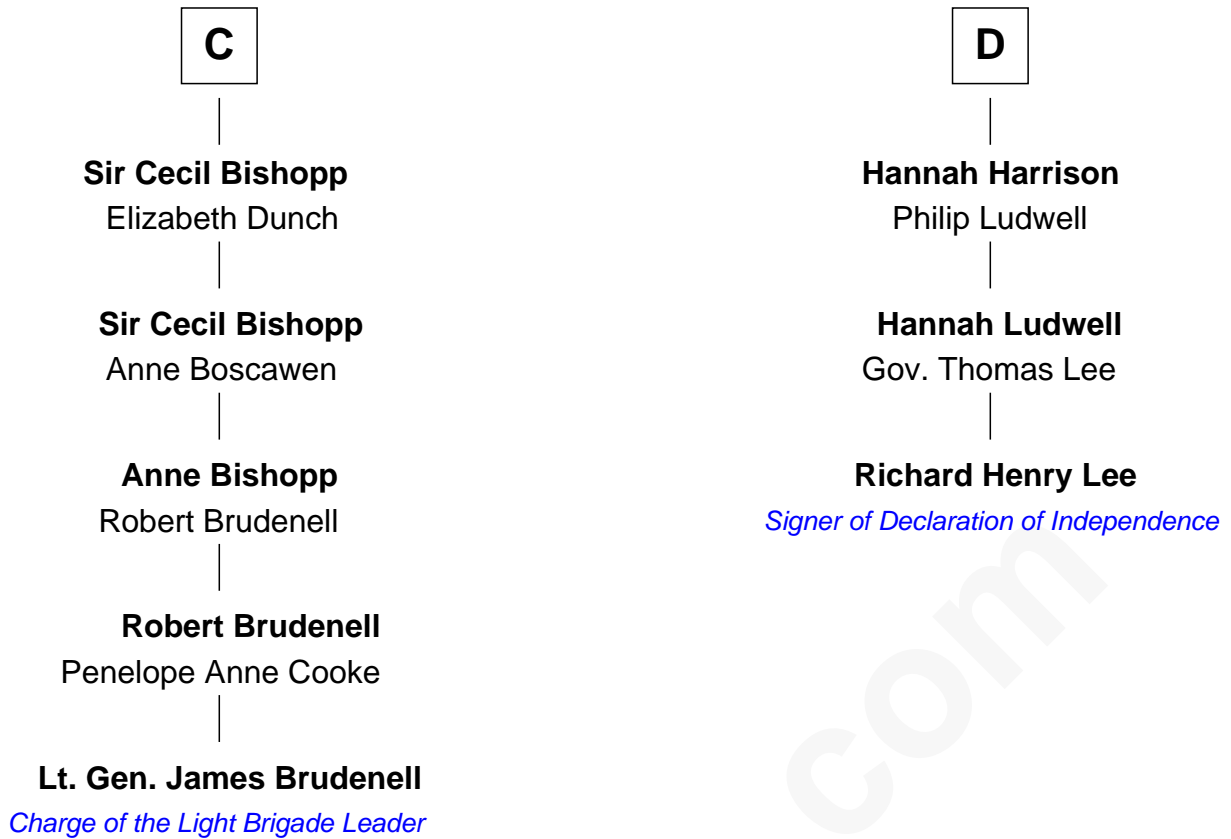 C
Sir Cecil Bishopp
Elizabeth Dunch
Sir Cecil Bishopp
Anne Boscawen
Anne Bishopp
Robert Brudenell
Robert Brudenell
Penelope Anne Cooke
Lt. Gen. James Brudenell
Charge of the Light Brigade Leader
D
Hannah Harrison
Philip Ludwell
Hannah Ludwell
Gov. Thomas Lee
Richard Henry Lee
Signer of Declaration of Independence
com